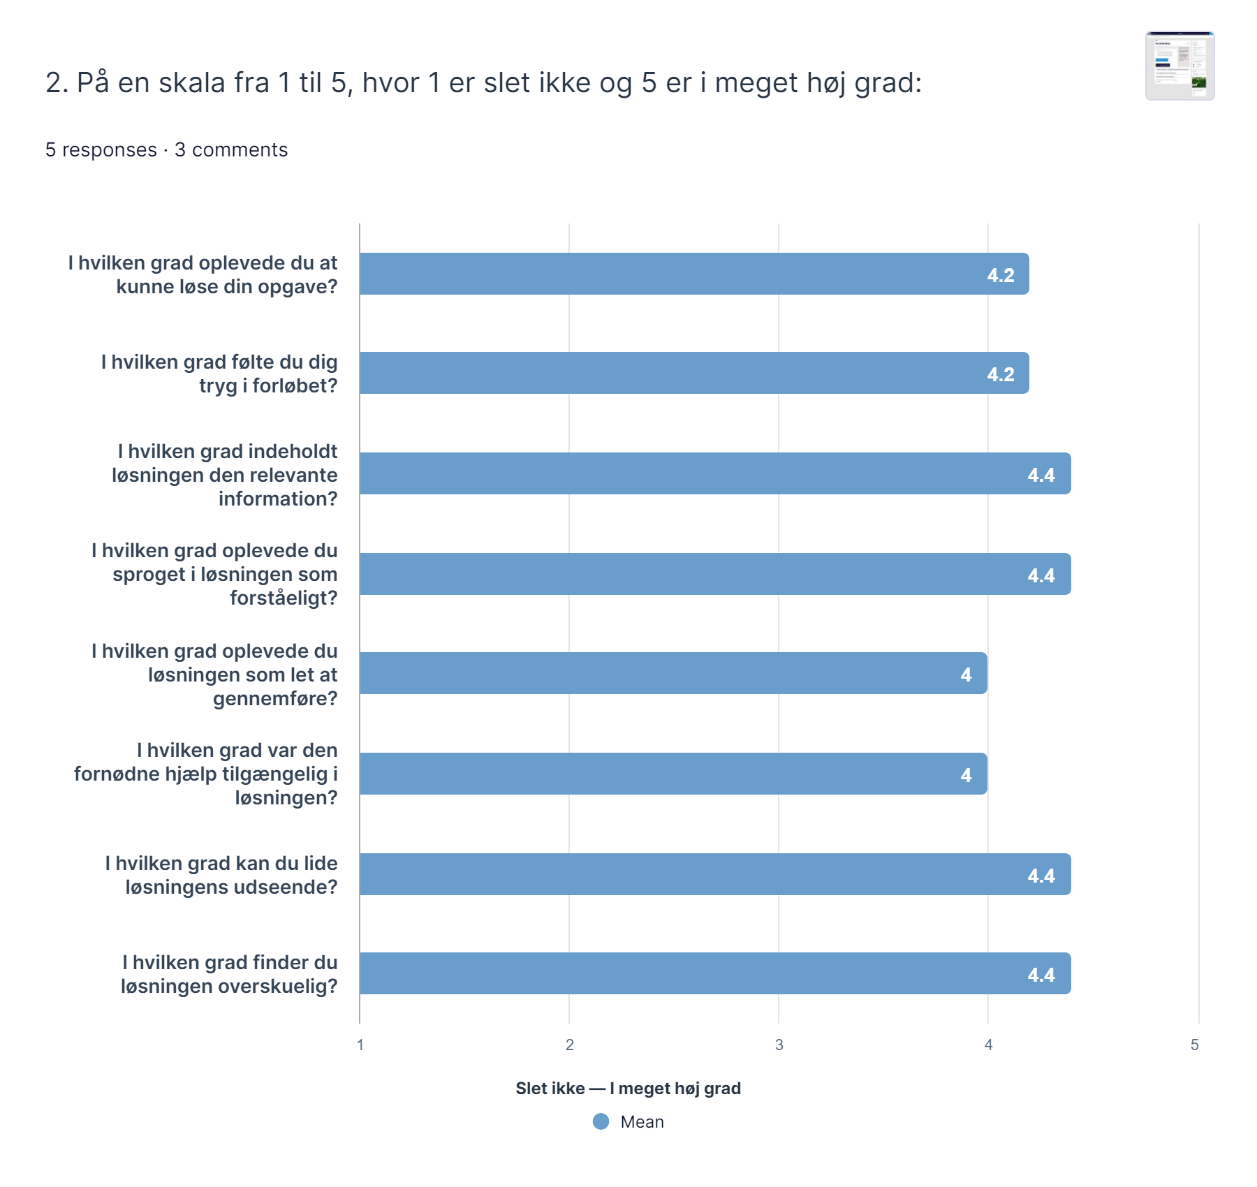 2. På en skala fra 1 til 5, hvor 1 er slet ikke og 5 er i meget høj grad:
5 responses · 3 comments
I hvilken grad oplevede du at
kunne løse din opgave?
4.2
I hvilken grad følte du dig
tryg i forløbet?
4.2
I hvilken grad indeholdt
løsningen den relevante
information?
4.4
I hvilken grad oplevede du
sproget i løsningen som
forståeligt?
4.4
I hvilken grad oplevede du
løsningen som let at
gennemføre?
4
I hvilken grad var den
fornødne hjælp tilgængelig i
løsningen?
4
I hvilken grad kan du lide
løsningens udseende?
4.4
I hvilken grad finder du
løsningen overskuelig?
4.4
1 2 3 4 5
Slet ikke — I meget høj grad
Mean